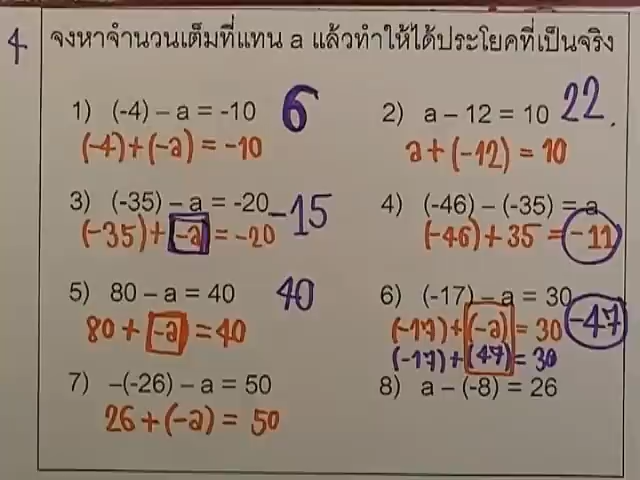 4 จงหาจำนวนเต็มที่แทน a แล้วทำให้ได้ประโยคที่เป็นจริง
1) (-4) – a = -10 6
(-4)+(-a) = -10
2) a – 12 = 10 22
a + (-12) = 10
3) (-35) – a = -20 -15
(-35)+ -a = -20
4) (-46) – (-35) = a
(-46)+35 = -11
5) 80 – a = 40 40
80 + -a = 40
6) (-17) – a = 30 -47
(-17)+(-a) = 30
(-17)+(47) = 30
7) –(-26) – a = 50
26 +(-a) = 50
8) a – (-8) = 26